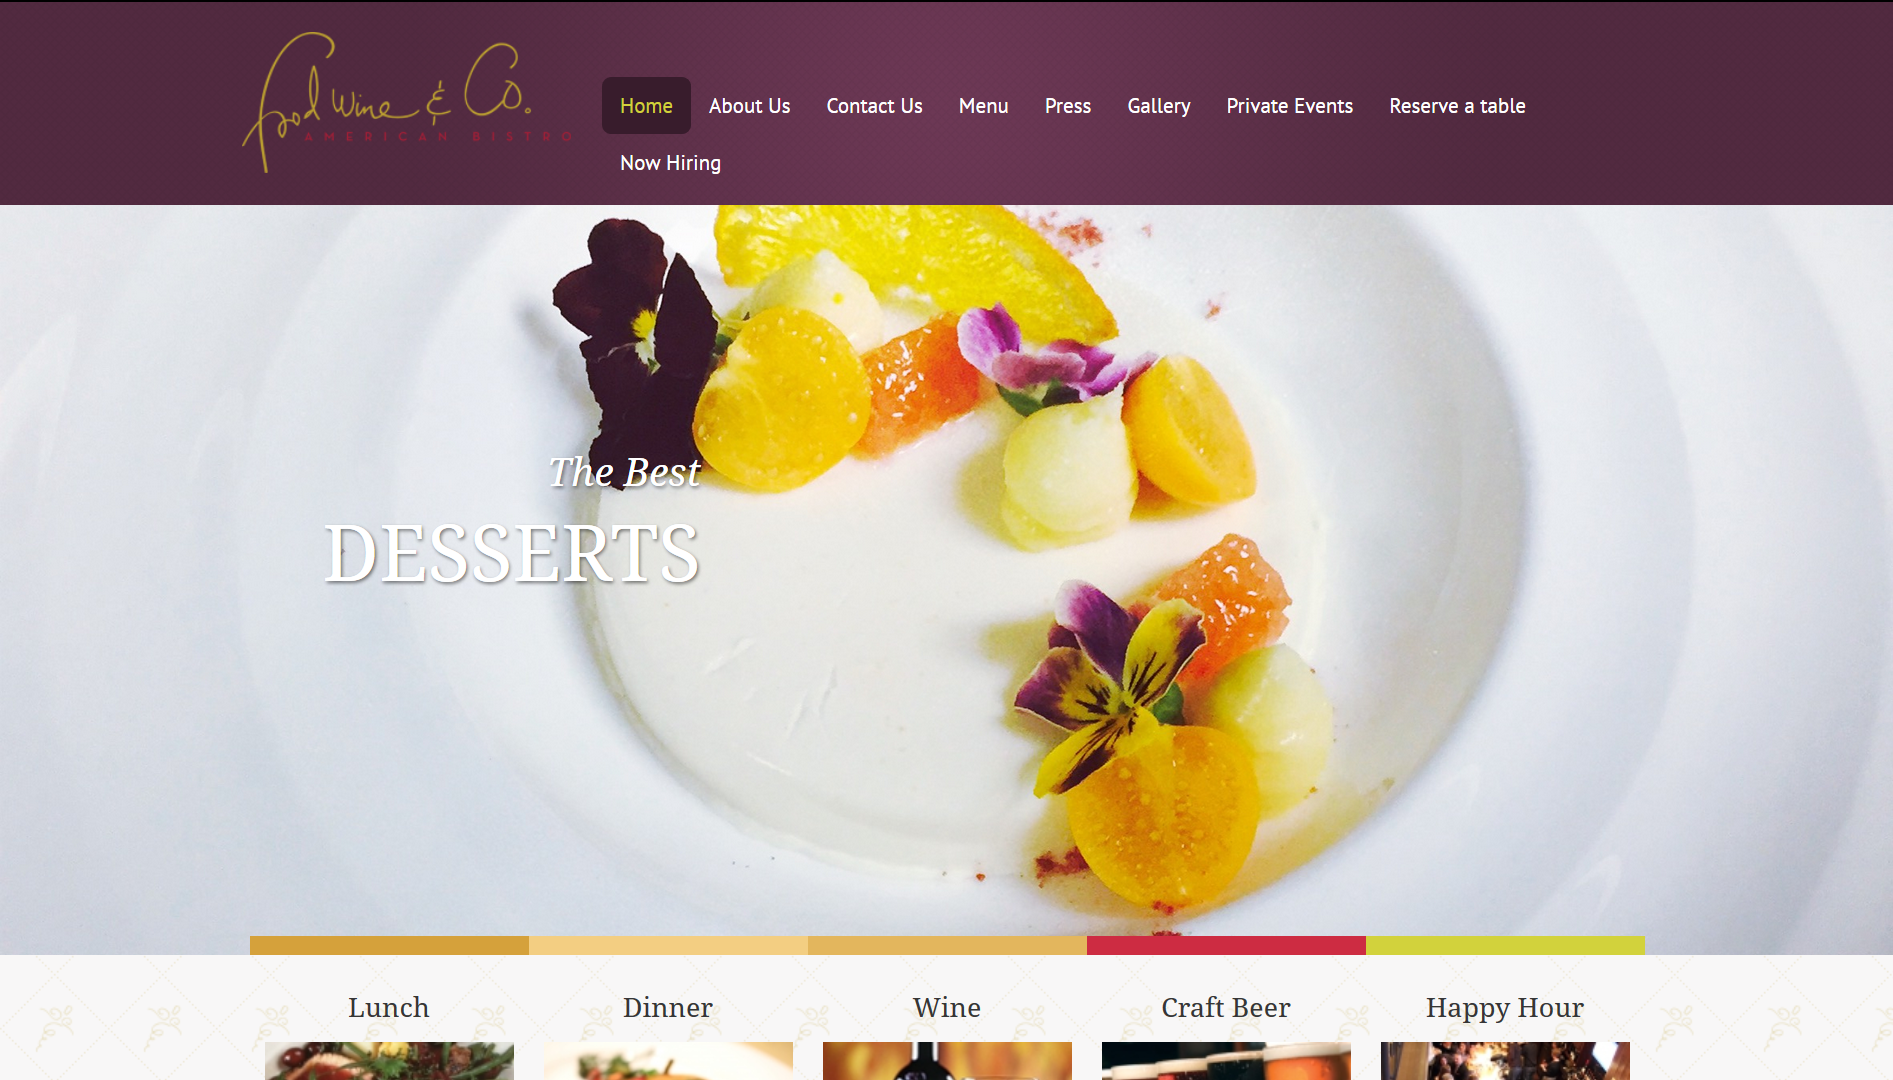 food wine & Co.
AMERICAN BISTRO
Home About Us Contact Us Menu Press Gallery Private Events Reserve a table
Now Hiring
The Best
DESSERTS
Lunch Dinner Wine Craft Beer Happy Hour